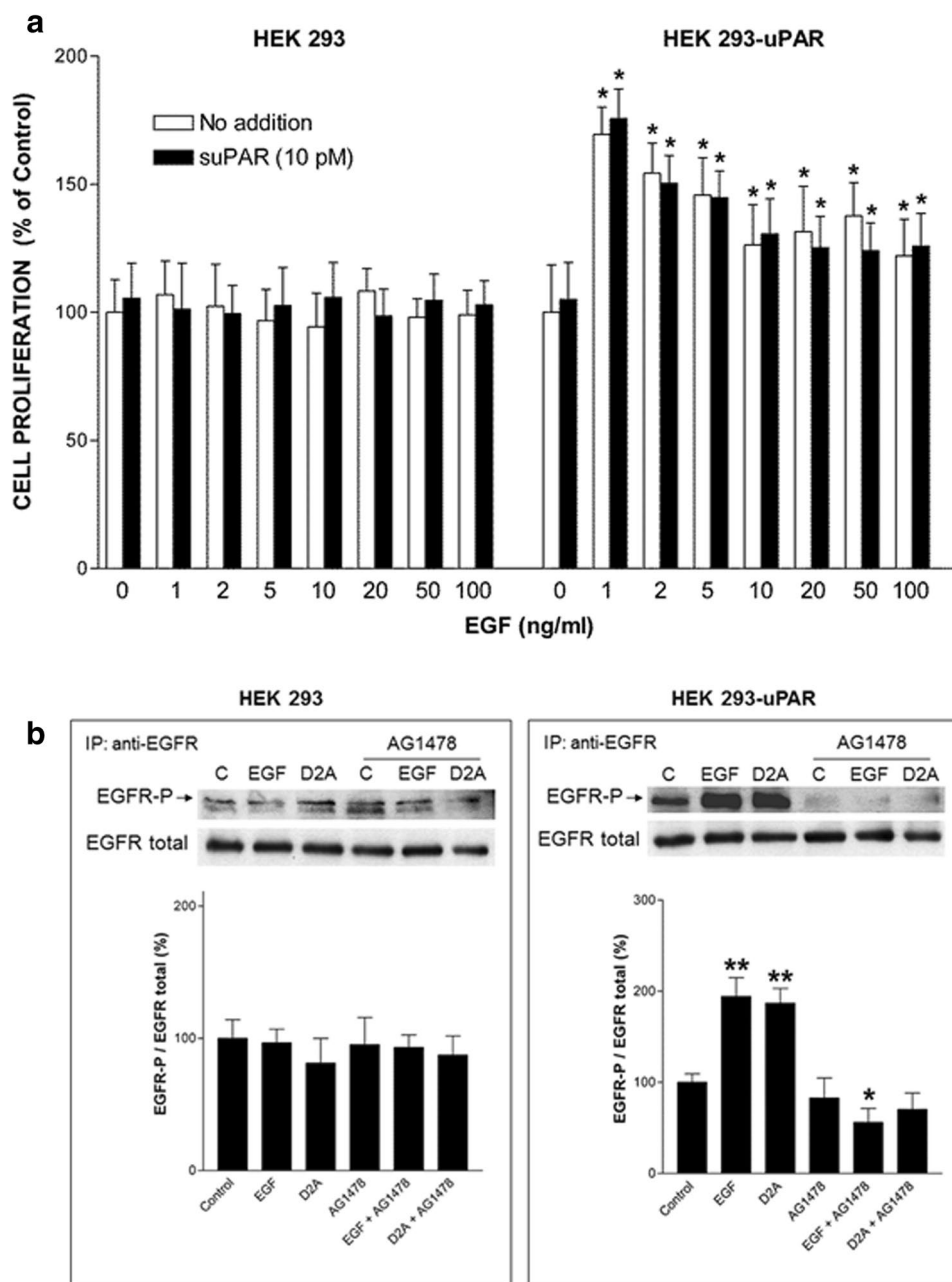 a
HEK 293 HEK 293-uPAR
CELL PROLIFERATION (% of Control)
200
150
100
50
0
No addition
suPAR (10 pM)
* * * * * * * * * * * * * *
0 1 2 5 10 20 50 100 0 1 2 5 10 20 50 100
EGF (ng/ml)
b
HEK 293
IP: anti-EGFR AG1478
C EGF D2A C EGF D2A
EGFR-P→
EGFR total
EGFR-P / EGFR total (%)
200
100
0
Control EGF D2A AG1478 EGF + AG1478 D2A + AG1478
HEK 293-uPAR
IP: anti-EGFR AG1478
C EGF D2A C EGF D2A
EGFR-P→
EGFR total
EGFR-P / EGFR total (%)
300
200
100
0
** ** *
Control EGF D2A AG1478 EGF + AG1478 D2A + AG1478